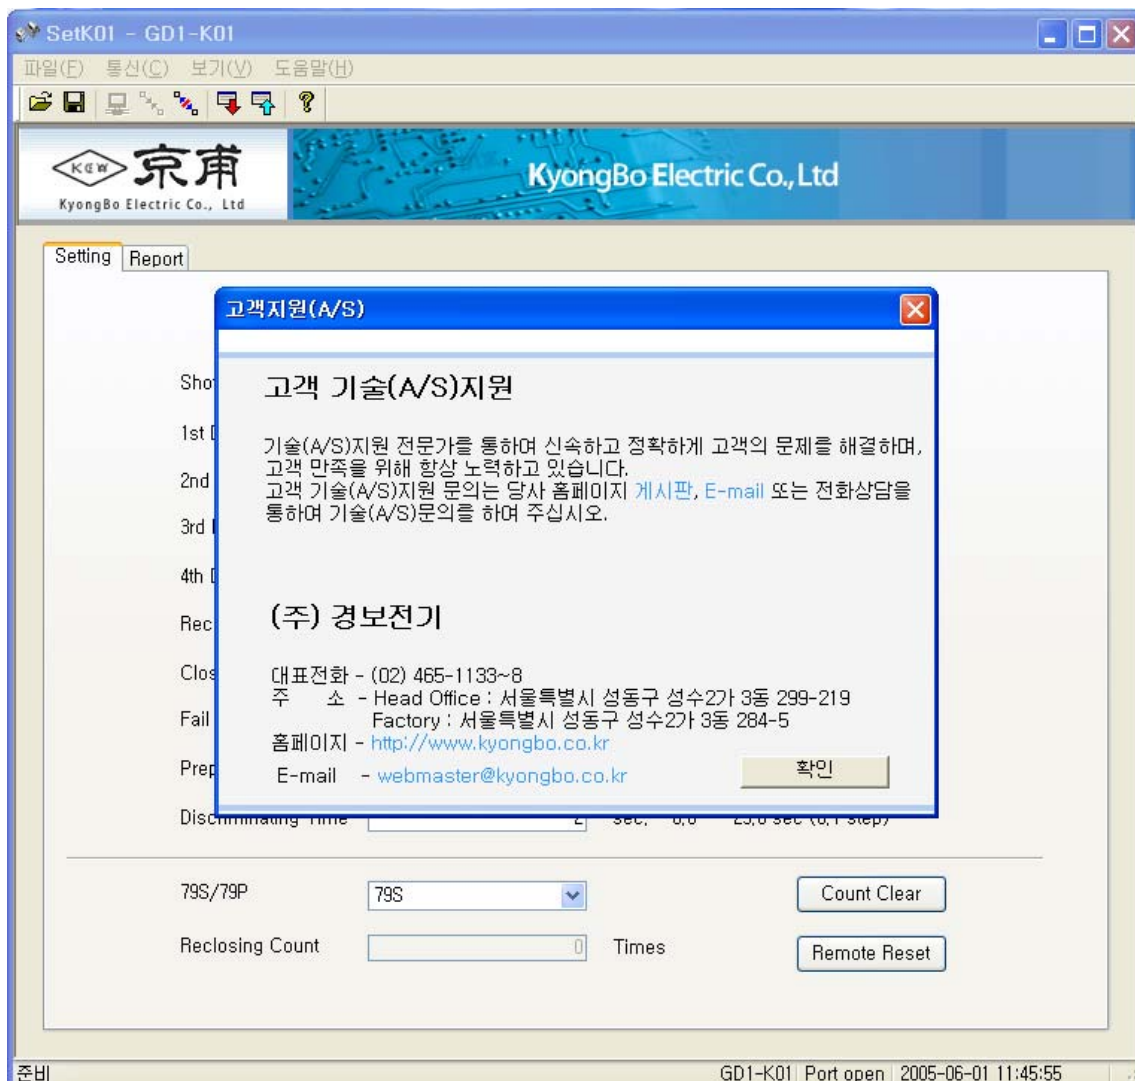 SetK01 - GD1-K01
파일(F) 통신(C) 보기(V) 도움말(H)
KEW 京甫
KyongBo Electric Co., Ltd
KyongBo Electric Co., Ltd
Setting Report
고객지원(A/S)
고객 기술(A/S)지원
기술(A/S)지원 전문가를 통하여 신속하고 정확하게 고객의 문제를 해결하며,
고객 만족을 위해 항상 노력하고 있습니다.
고객 기술(A/S)지원 문의는 당사 홈페이지 게시판, E-mail 또는 전화상담을
통하여 기술(A/S)문의를 하여 주십시오.
(주) 경보전기
대표전화 - (02) 465-1133~8
주 소 - Head Office : 서울특별시 성동구 성수2가 3동 299-219
Factory : 서울특별시 성동구 성수2가 3동 284-5
홈페이지 - http://www.kyongbo.co.kr
E-mail - webmaster@kyongbo.co.kr
확인
Sho
1st
2nd
3rd
4th
Rec
Clos
Fail
Prep
Discriminating Time 2 sec,
79S/79P 79S Count Clear
Reclosing Count 0 Times Remote Reset
준비 GD1-K01 Port open 2005-06-01 11:45:55